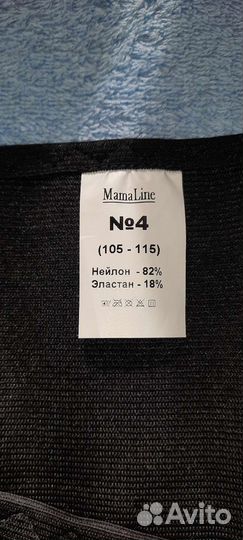 MamaLine
№4
(105 - 115)
Нейлон - 82%
Эластан - 18%
Avito